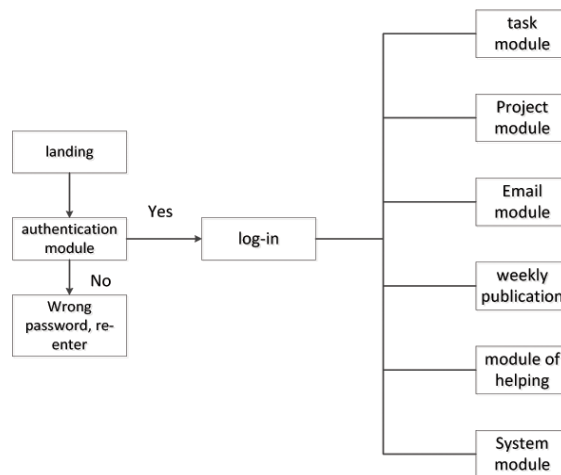 landing
authentication
module
No
Wrong
password, re-
enter
Yes
log-in
task
module
Project
module
Email
module
weekly
publication
module of
helping
System
module